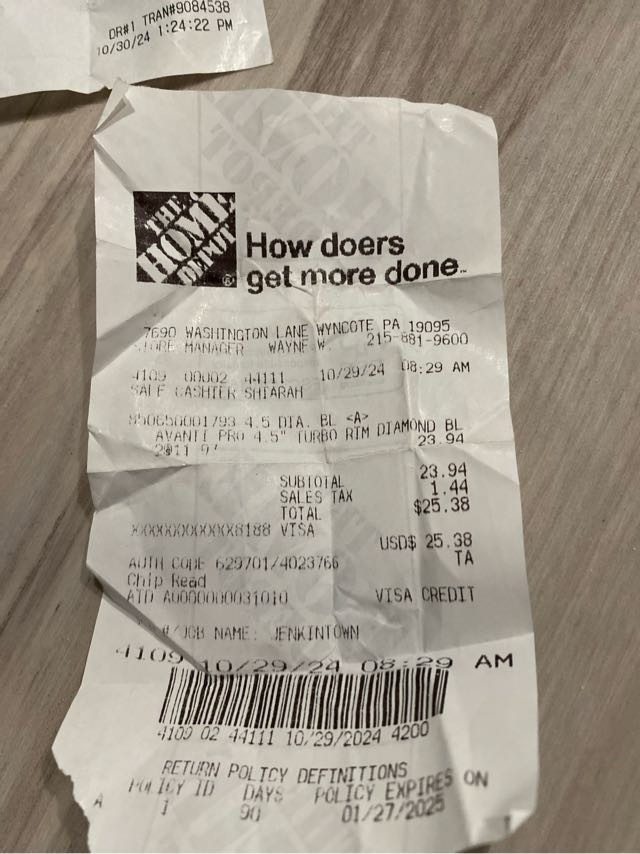 DR#1 TRAN#9084538
10/30/24 1:24:22 PM
THE HOME DEPOT
How doers
get more done.
7690 WASHINGTON LANE WYNCOTE PA 19095
STORE MANAGER WAYNE W. 215-881-9600
4109 00002 44111 10/29/24 08:29 AM
SALE CASHIER SHIARAH
850650001793 4.5 DIA. BL <A>
AVANTI PRO 4.5" TURBO RIM DIAMOND BL
23.94
SUBTOTAL 23.94
SALES TAX 1.44
TOTAL $25.38
XXXXXXXXXXXX8188 VISA
USD$ 25.38
AUTH CODE 629701/4023766 TA
Chip Read
AID A0000000031010 VISA CREDIT
JOB NAME: JENKINTOWN
4109 10/29/24 08:29 AM
4109 02 44111 10/29/2024 4200
RETURN POLICY DEFINITIONS
POLICY ID DAYS POLICY EXPIRES ON
A 1 90 01/27/2025